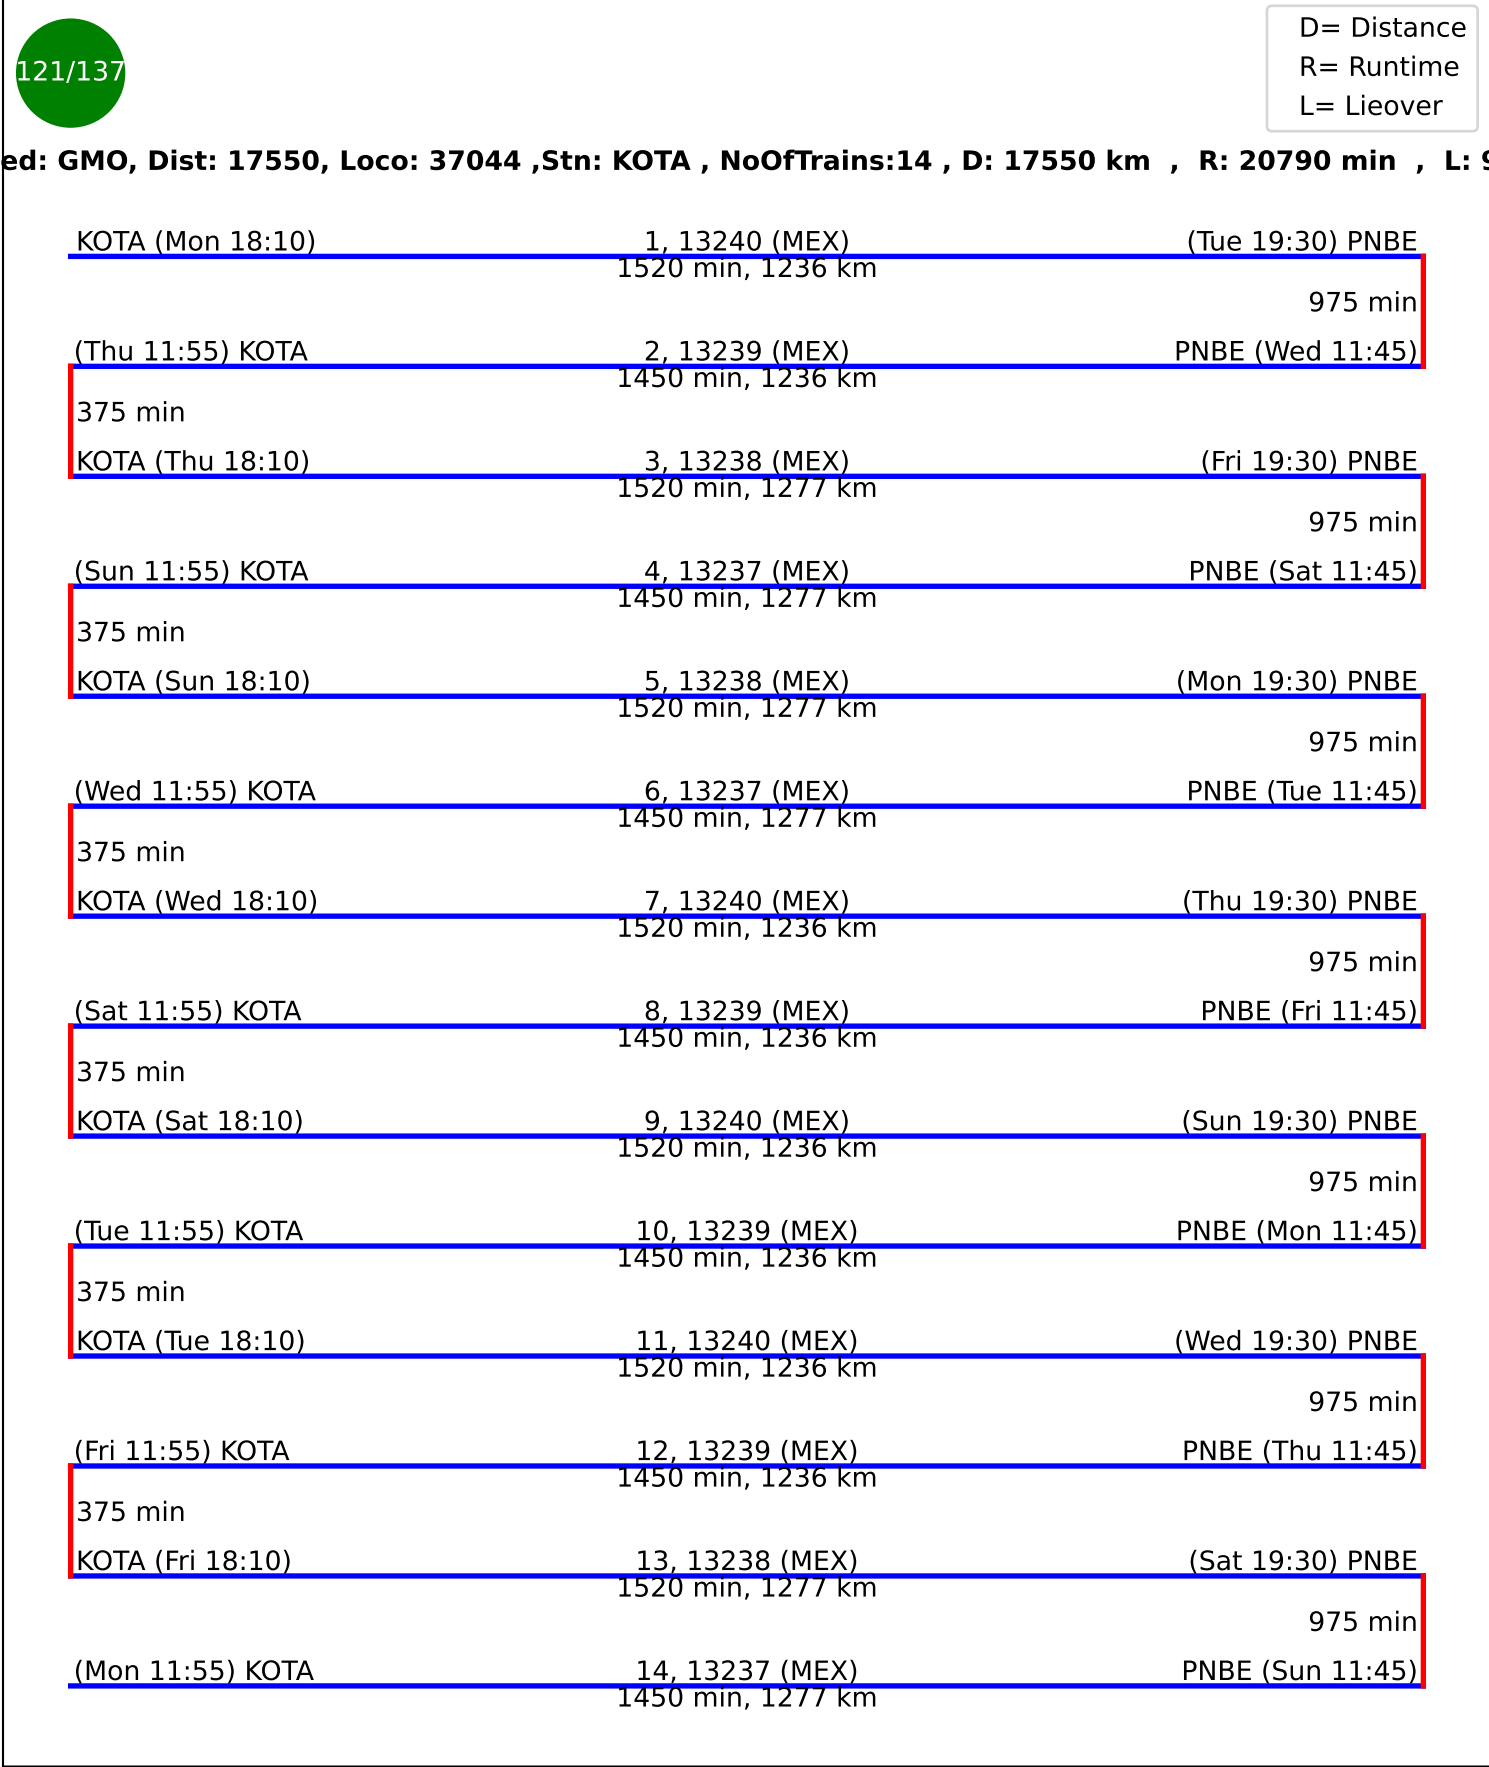 121/137
D= Distance
R= Runtime
L= Lieover
ed: GMO, Dist: 17550, Loco: 37044 ,Stn: KOTA , NoOfTrains:14 , D: 17550 km , R: 20790 min , L: 9
KOTA (Mon 18:10) 1, 13240 (MEX) (Tue 19:30) PNBE
1520 min, 1236 km
975 min
(Thu 11:55) KOTA 2, 13239 (MEX) PNBE (Wed 11:45)
1450 min, 1236 km
375 min
KOTA (Thu 18:10) 3, 13238 (MEX) (Fri 19:30) PNBE
1520 min, 1277 km
975 min
(Sun 11:55) KOTA 4, 13237 (MEX) PNBE (Sat 11:45)
1450 min, 1277 km
375 min
KOTA (Sun 18:10) 5, 13238 (MEX) (Mon 19:30) PNBE
1520 min, 1277 km
975 min
(Wed 11:55) KOTA 6, 13237 (MEX) PNBE (Tue 11:45)
1450 min, 1277 km
375 min
KOTA (Wed 18:10) 7, 13240 (MEX) (Thu 19:30) PNBE
1520 min, 1236 km
975 min
(Sat 11:55) KOTA 8, 13239 (MEX) PNBE (Fri 11:45)
1450 min, 1236 km
375 min
KOTA (Sat 18:10) 9, 13240 (MEX) (Sun 19:30) PNBE
1520 min, 1236 km
975 min
(Tue 11:55) KOTA 10, 13239 (MEX) PNBE (Mon 11:45)
1450 min, 1236 km
375 min
KOTA (Tue 18:10) 11, 13240 (MEX) (Wed 19:30) PNBE
1520 min, 1236 km
975 min
(Fri 11:55) KOTA 12, 13239 (MEX) PNBE (Thu 11:45)
1450 min, 1236 km
375 min
KOTA (Fri 18:10) 13, 13238 (MEX) (Sat 19:30) PNBE
1520 min, 1277 km
975 min
(Mon 11:55) KOTA 14, 13237 (MEX) PNBE (Sun 11:45)
1450 min, 1277 km